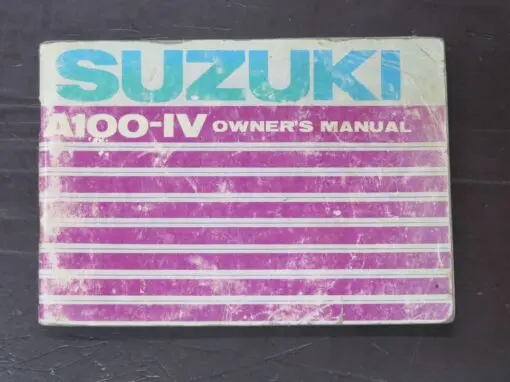 SUZUKI
A100-IV OWNER'S MANUAL